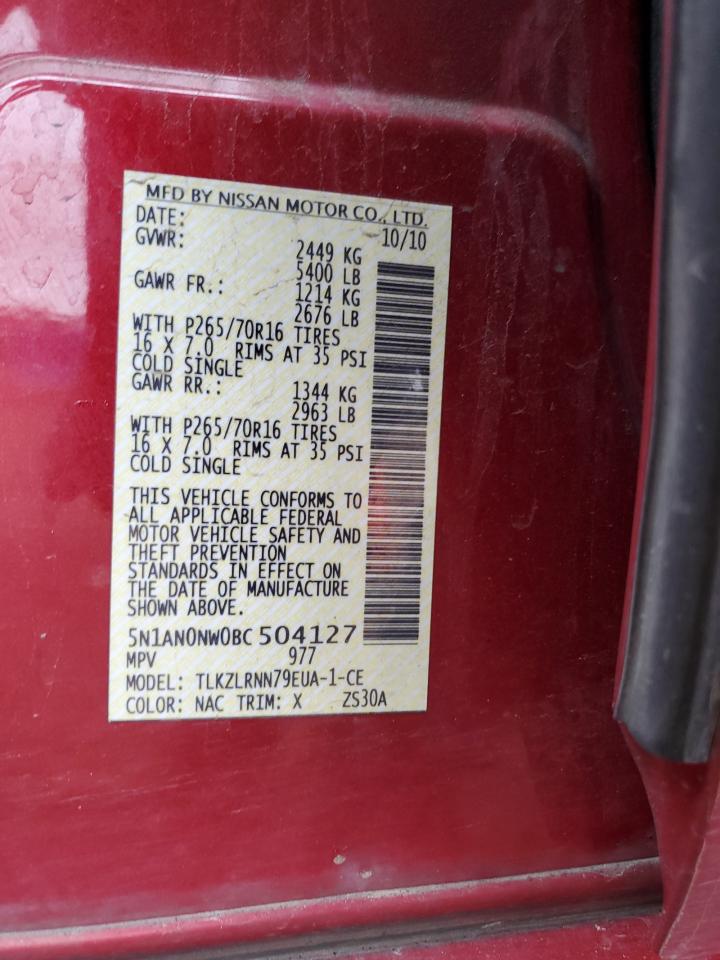 MFD BY NISSAN MOTOR CO., LTD.
DATE: 10/10
GVWR: 2449 KG
5400 LB
GAWR FR.: 1214 KG
2676 LB
WITH P265/70R16 TIRES
16 X 7.0 RIMS AT 35 PSI
COLD SINGLE
GAWR RR.: 1344 KG
2963 LB
WITH P265/70R16 TIRES
16 X 7.0 RIMS AT 35 PSI
COLD SINGLE
THIS VEHICLE CONFORMS TO
ALL APPLICABLE FEDERAL
MOTOR VEHICLE SAFETY AND
THEFT PREVENTION
STANDARDS IN EFFECT ON
THE DATE OF MANUFACTURE
SHOWN ABOVE.
5N1AN0NW0BC504127
MPV 977
MODEL: TLKZLRNN79EUA-1-CE
COLOR: NAC TRIM: X ZS30A